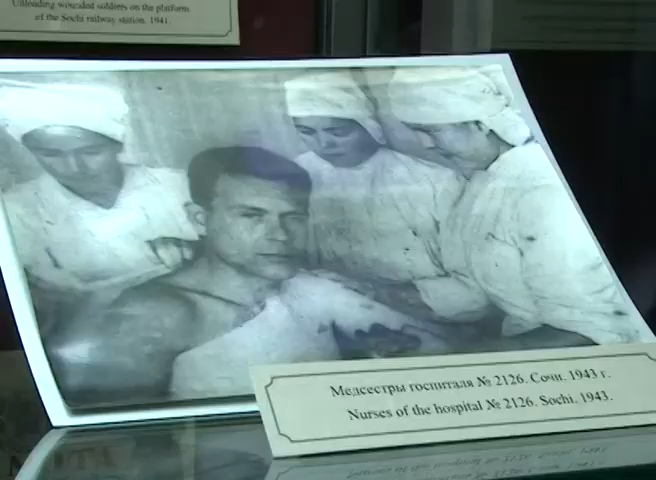 Unloading wounded soldiers on the platform
of the Sochi railway station. 1941.
Медсестры госпиталя № 2126. Сочи. 1943 г.
Nurses of the hospital № 2126. Sochi. 1943.